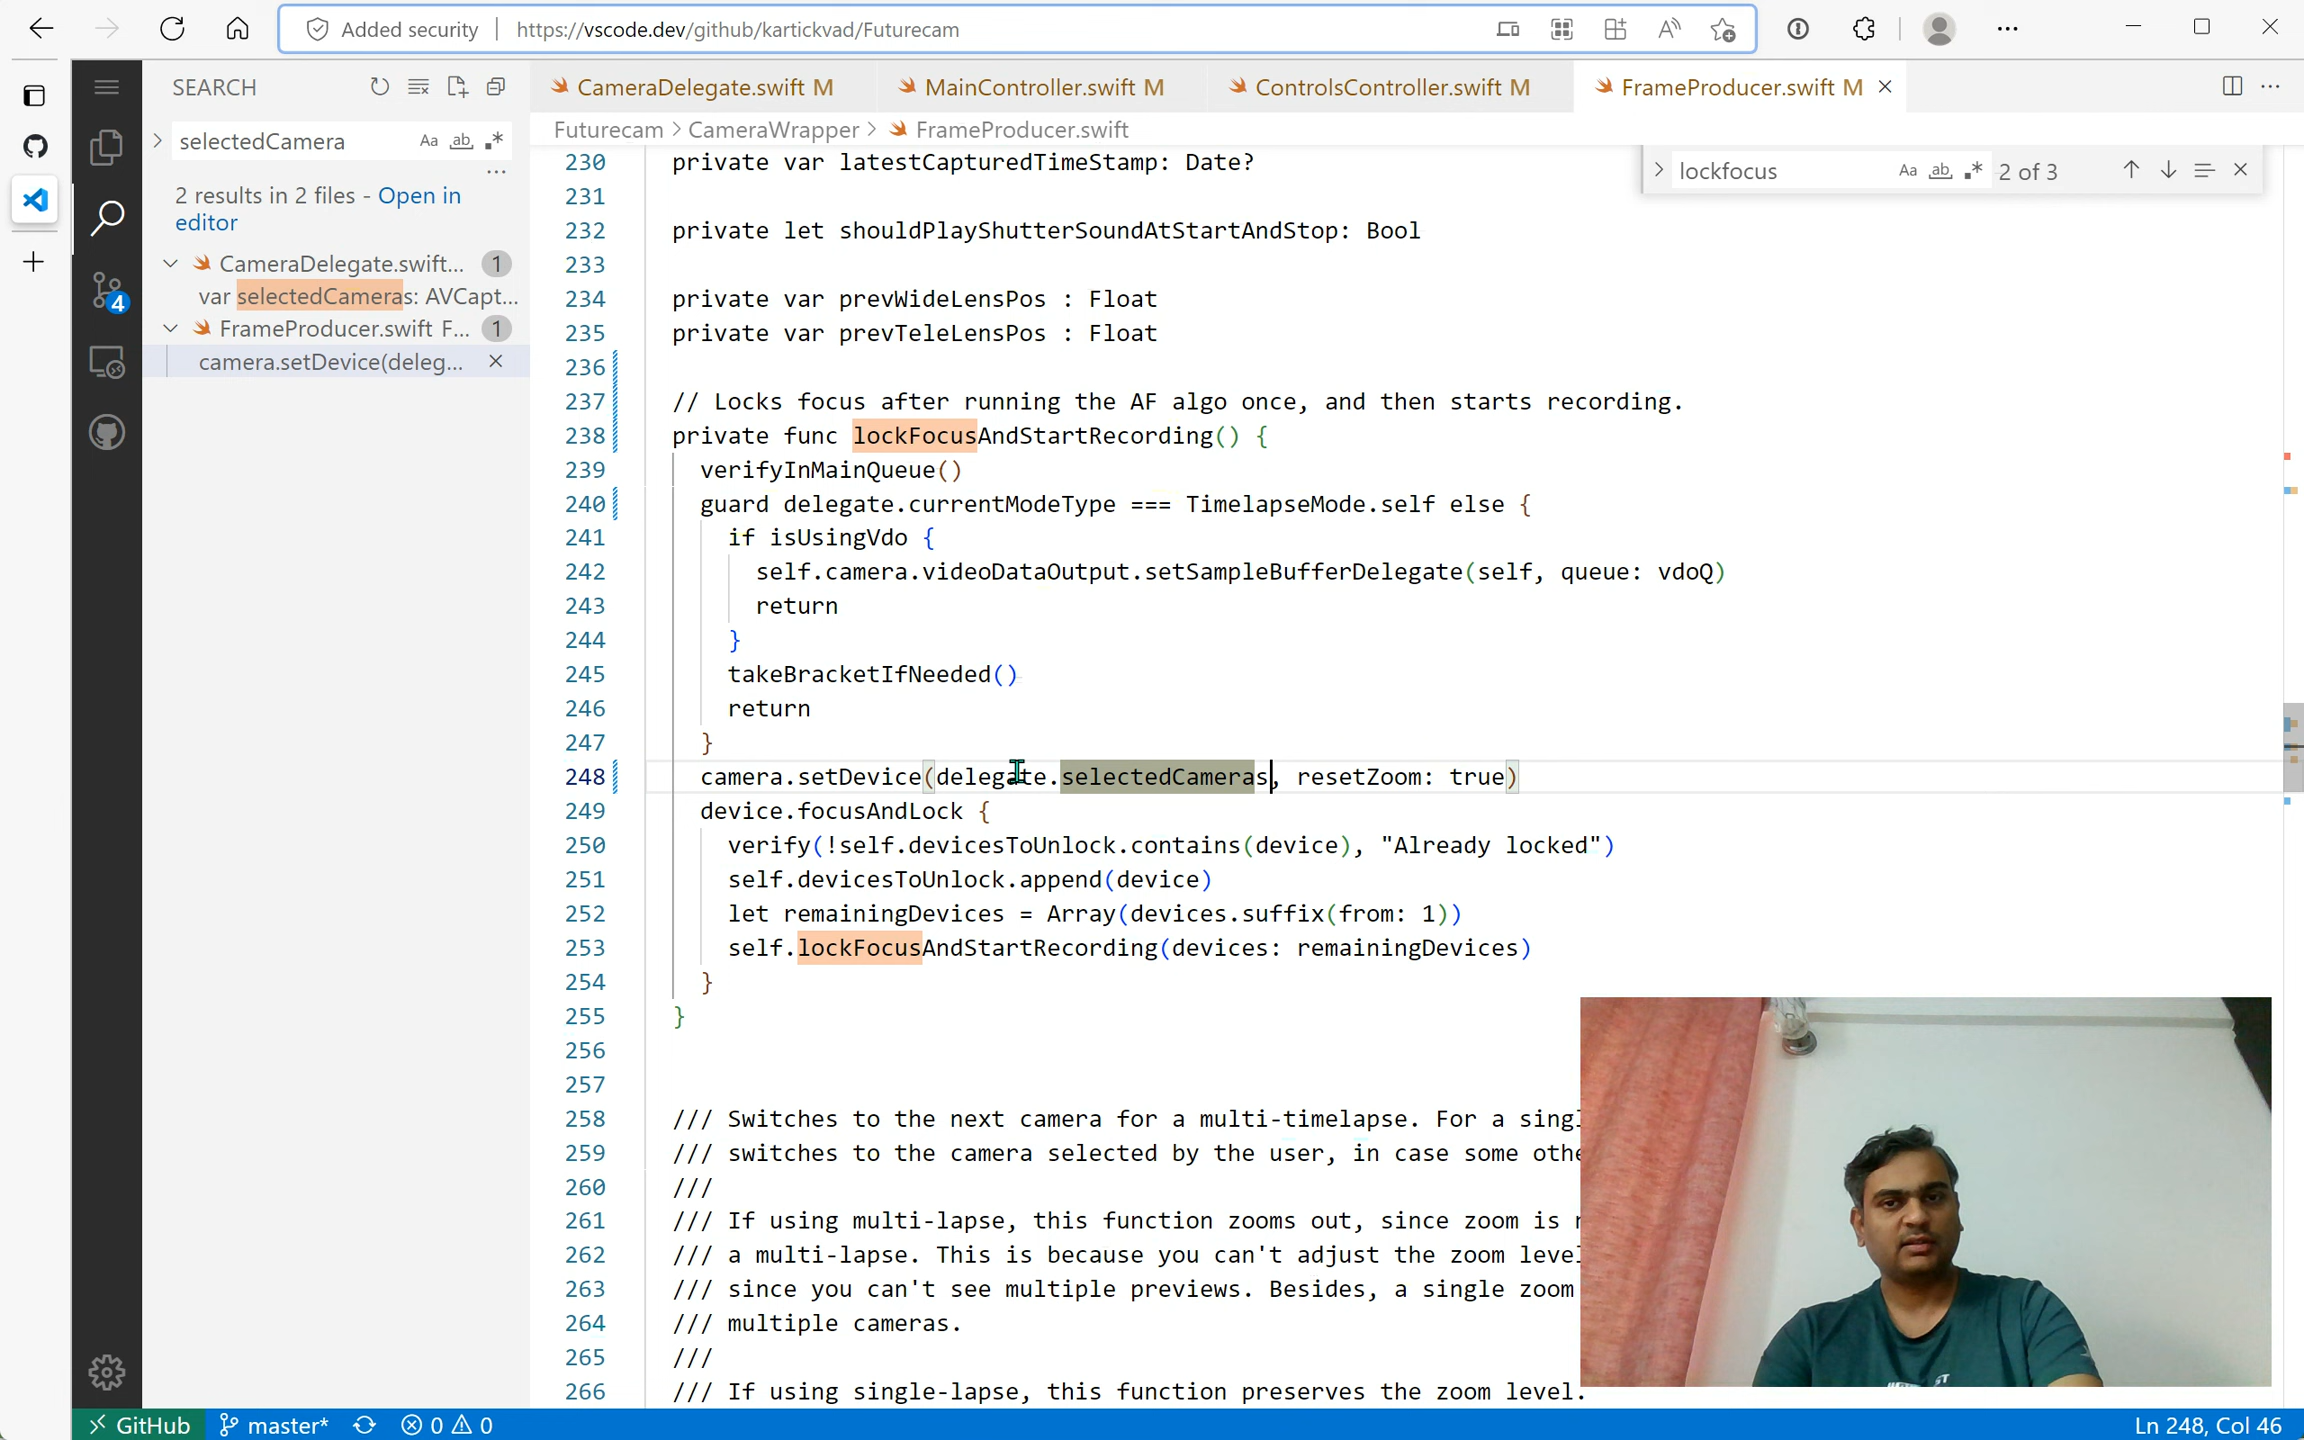 Added security
https://vscode.dev/github/kartickvad/Futurecam
SEARCH
selectedCamera
Aa
ab
.*
2 results in 2 files - Open in
editor
CameraDelegate.swift... 1
var selectedCameras: AVCapt...
FrameProducer.swift F... 1
camera.setDevice(deleg...
4
CameraDelegate.swift M
MainController.swift M
ControlsController.swift M
FrameProducer.swift M
Futurecam > CameraWrapper > FrameProducer.swift
lockfocus
Aa
ab
.*
2 of 3
230 private var latestCapturedTimeStamp: Date?
231
232 private let shouldPlayShutterSoundAtStartAndStop: Bool
233
234 private var prevWideLensPos : Float
235 private var prevTeleLensPos : Float
236
237 // Locks focus after running the AF algo once, and then starts recording.
238 private func lockFocusAndStartRecording() {
239 verifyInMainQueue()
240 guard delegate.currentModeType === TimelapseMode.self else {
241 if isUsingVdo {
242 self.camera.videoDataOutput.setSampleBufferDelegate(self, queue: vdoQ)
243 return
244 }
245 takeBracketIfNeeded()
246 return
247 }
248 camera.setDevice(delegate.selectedCameras, resetZoom: true)
249 device.focusAndLock {
250 verify(!self.devicesToUnlock.contains(device), "Already locked")
251 self.devicesToUnlock.append(device)
252 let remainingDevices = Array(devices.suffix(from: 1))
253 self.lockFocusAndStartRecording(devices: remainingDevices)
254 }
255 }
256
257
258 /// Switches to the next camera for a multi-timelapse. For a singl
259 /// switches to the camera selected by the user, in case some othe
260 ///
261 /// If using multi-lapse, this function zooms out, since zoom is
262 /// a multi-lapse. This is because you can't adjust the zoom level
263 /// since you can't see multiple previews. Besides, a single zoom
264 /// multiple cameras.
265 ///
266 /// If using single-lapse, this function preserves the zoom level.
GitHub
master*
0
0
Ln 248, Col 46